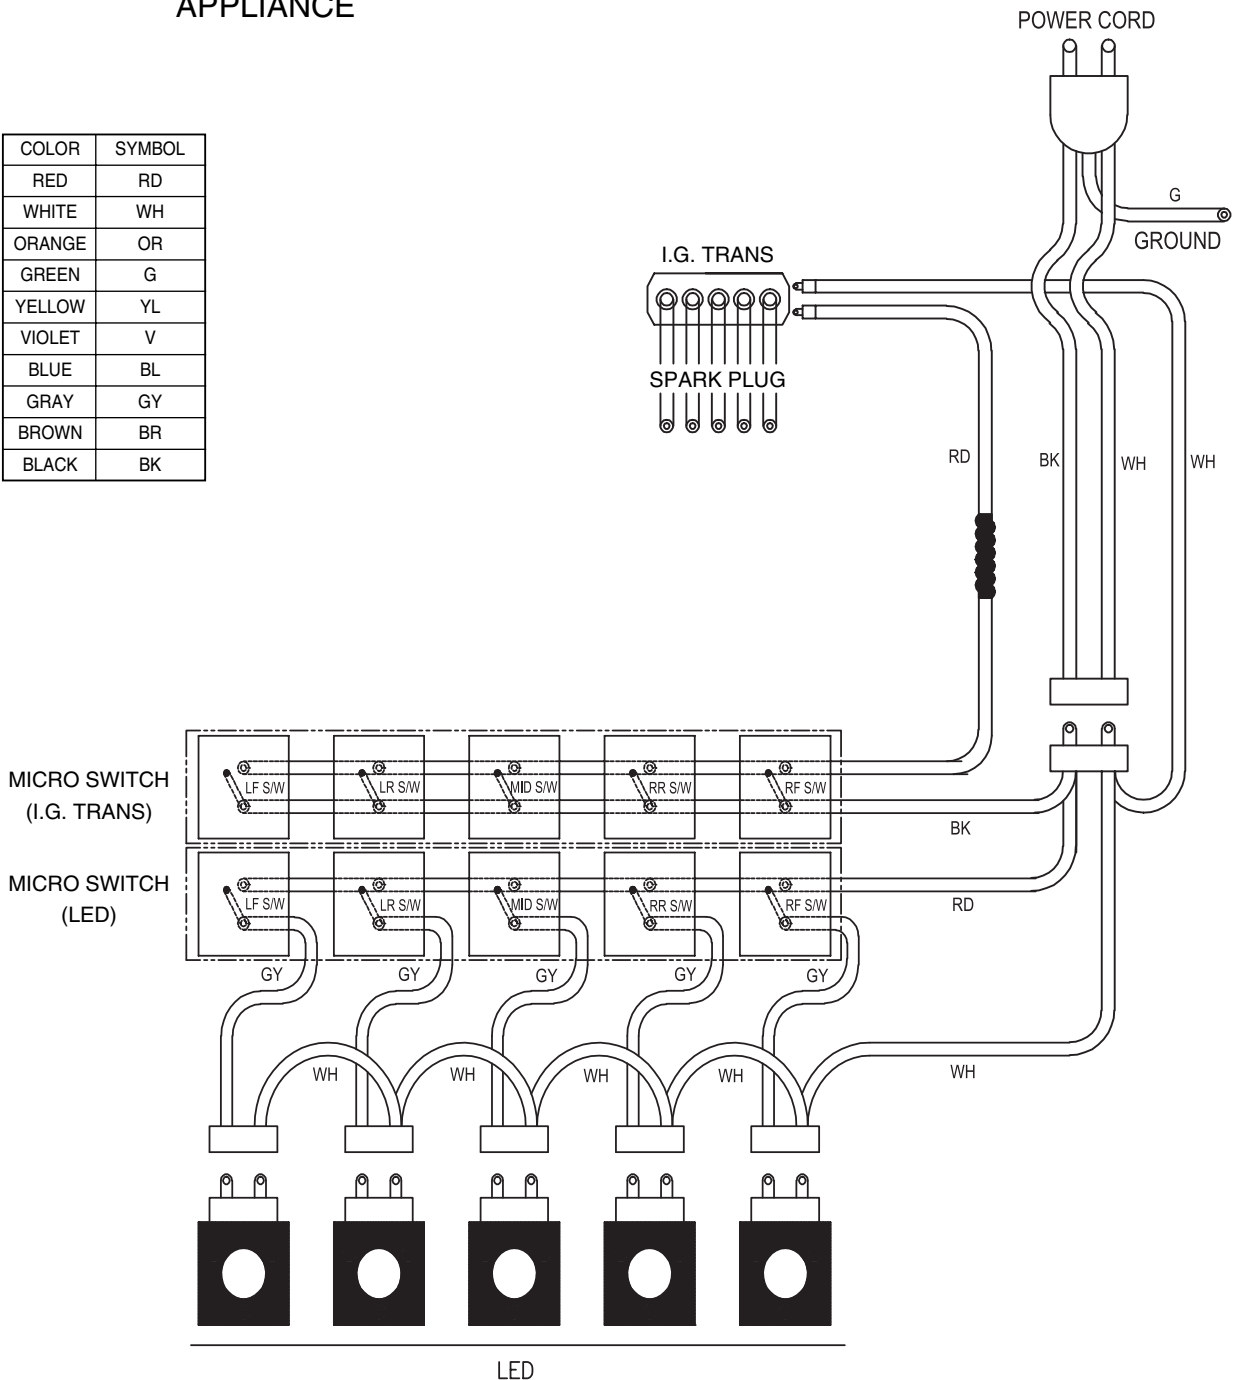 APPLIANCE
POWER CORD
COLOR SYMBOL
RED RD
WHITE WH
ORANGE OR
GREEN G
YELLOW YL
VIOLET V
BLUE BL
GRAY GY
BROWN BR
BLACK BK
G
GROUND
I.G. TRANS
SPARK PLUG
RD BK WH WH
MICRO SWITCH
(I.G. TRANS)
LF S/W LR S/W MID S/W RR S/W RF S/W
BK
MICRO SWITCH
(LED)
LF S/W LR S/W MID S/W RR S/W RF S/W
RD
GY GY GY GY GY
WH WH WH WH WH
LED